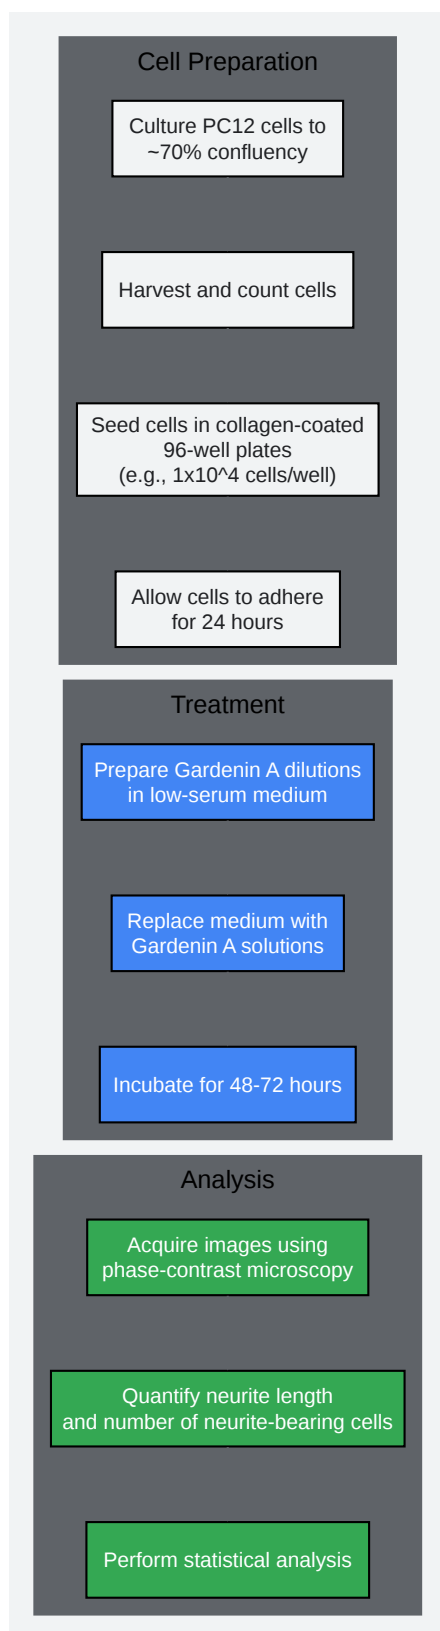 Cell Preparation
Culture PC12 cells to
~70% confluency
Harvest and count cells
Seed cells in collagen-coated
96-well plates
(e.g., 1x10^4 cells/well)
Allow cells to adhere
for 24 hours
Treatment
Prepare Gardenin A dilutions
in low-serum medium
Replace medium with
Gardenin A solutions
Incubate for 48-72 hours
Analysis
Acquire images using
phase-contrast microscopy
Quantify neurite length
and number of neurite-bearing cells
Perform statistical analysis